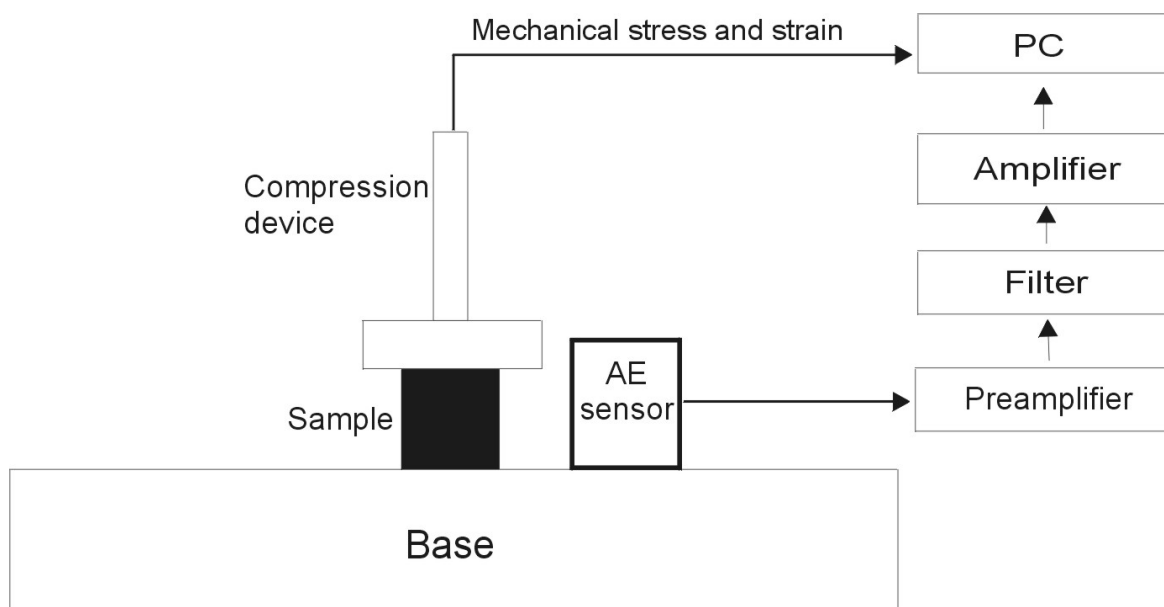 Mechanical stress and strain
PC
Compression
device
Amplifier
Filter
AE
sensor
Preamplifier
Sample
Base